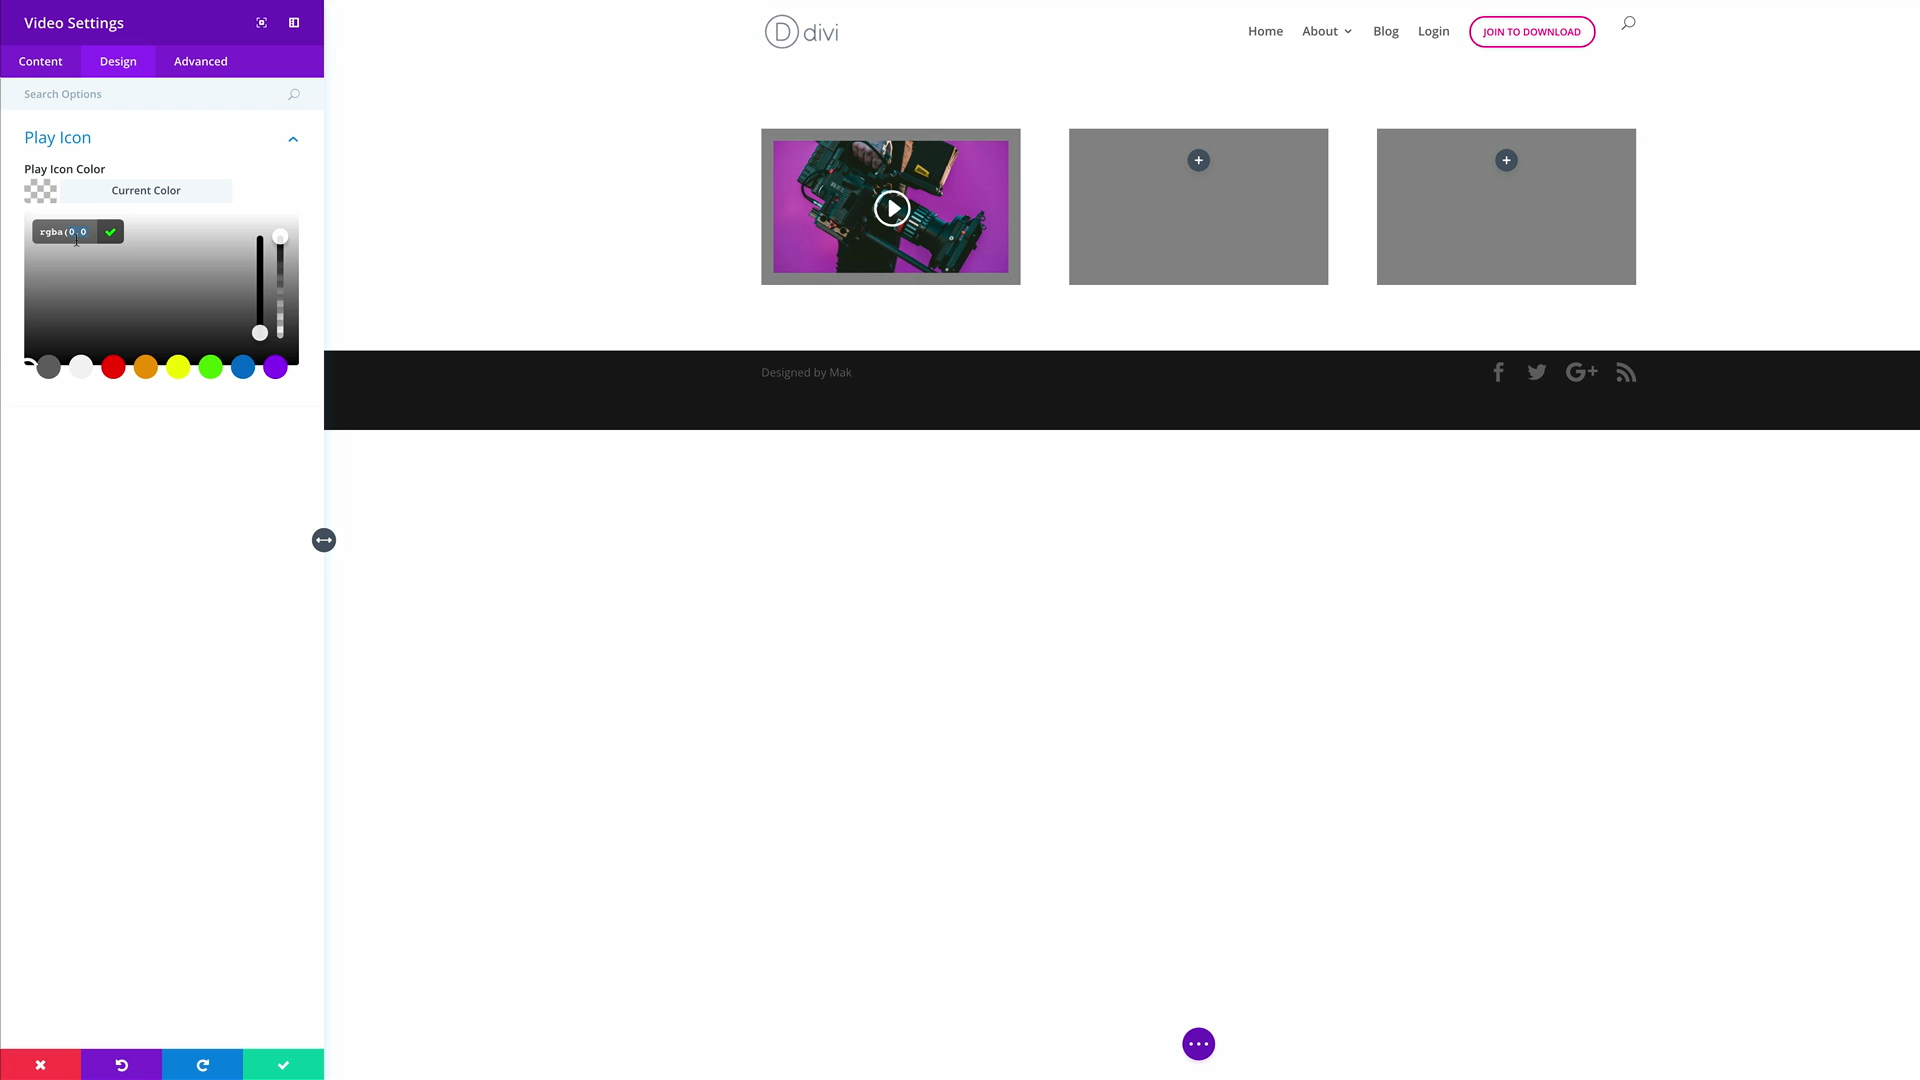 Video Settings
Content Design Advanced
Search Options
Play Icon
Play Icon Color
Current Color
rgba(0,0
D divi
Home About Blog Login JOIN TO DOWNLOAD
Designed by Mak